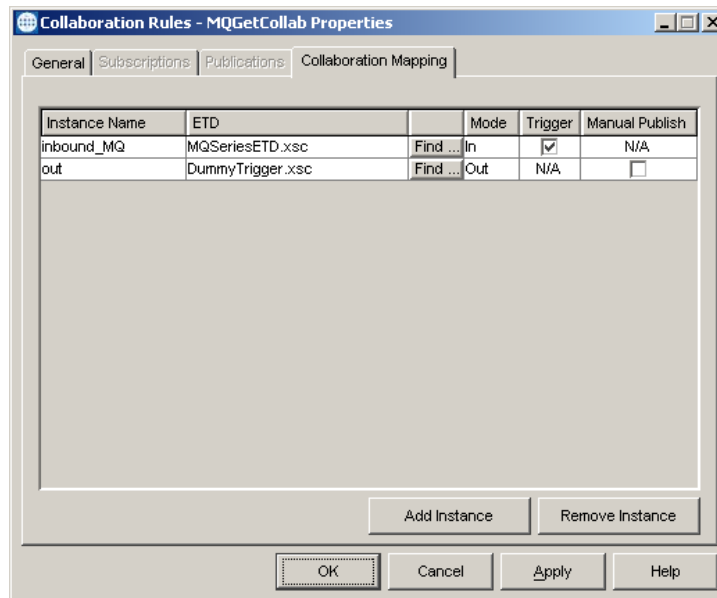 Collaboration Rules - MQGetCollab Properties
General Subscriptions Publications Collaboration Mapping
Instance Name ETD Mode Trigger Manual Publish
inbound_MQ MQSeriesETD.xsc Find ... In N/A
out DummyTrigger.xsc Find ... Out N/A
Add Instance Remove Instance
OK Cancel Apply Help